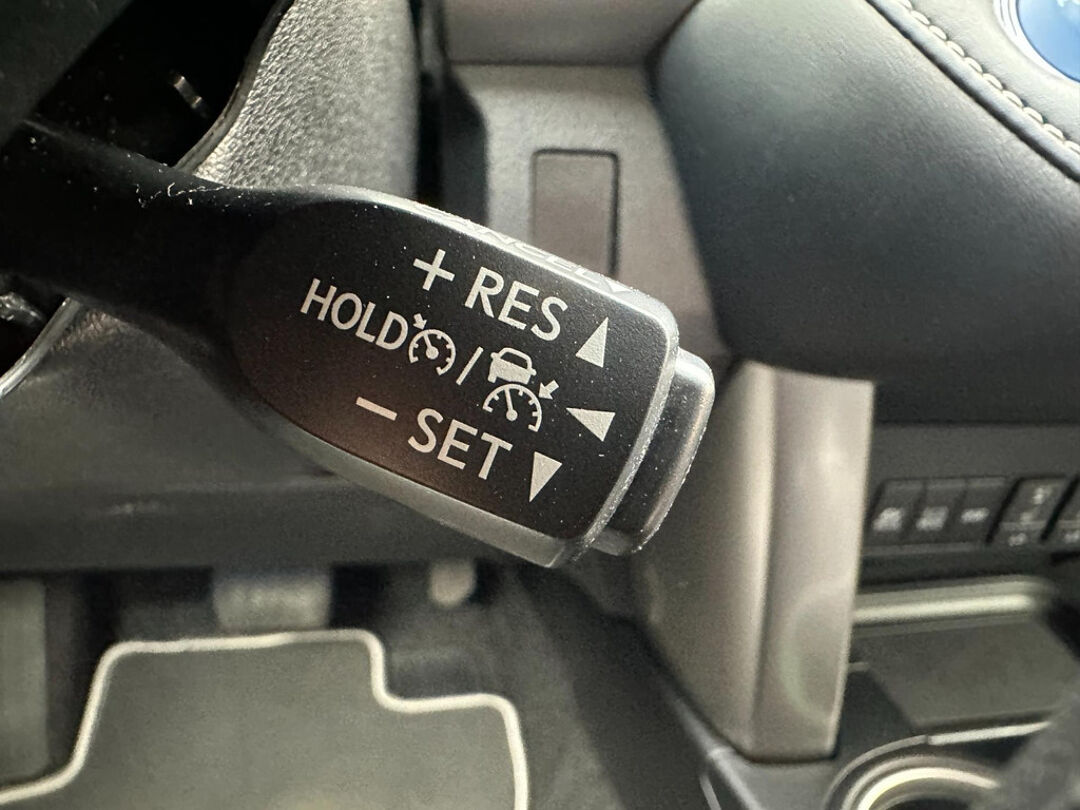 + RES
HOLD /
− SET